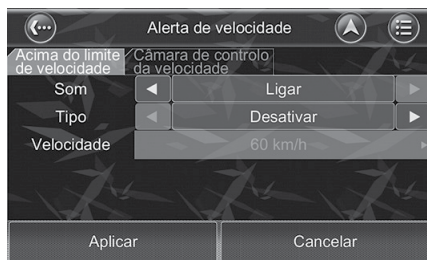 Alerta de velocidade
Acima do limite
de velocidade
Câmara de controlo
da velocidade
Som
Ligar
Tipo
Desativar
Velocidade
60 km/h
Aplicar
Cancelar